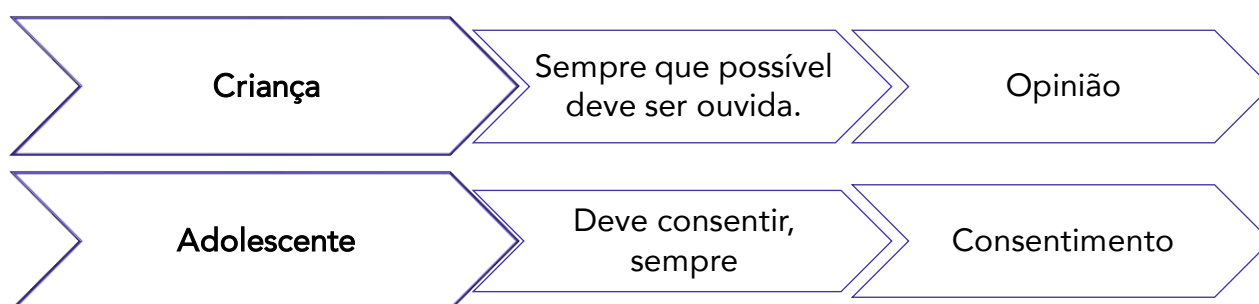 Criança
Sempre que possível
deve ser ouvida.
Opinião
Adolescente
Deve consentir,
sempre
Consentimento